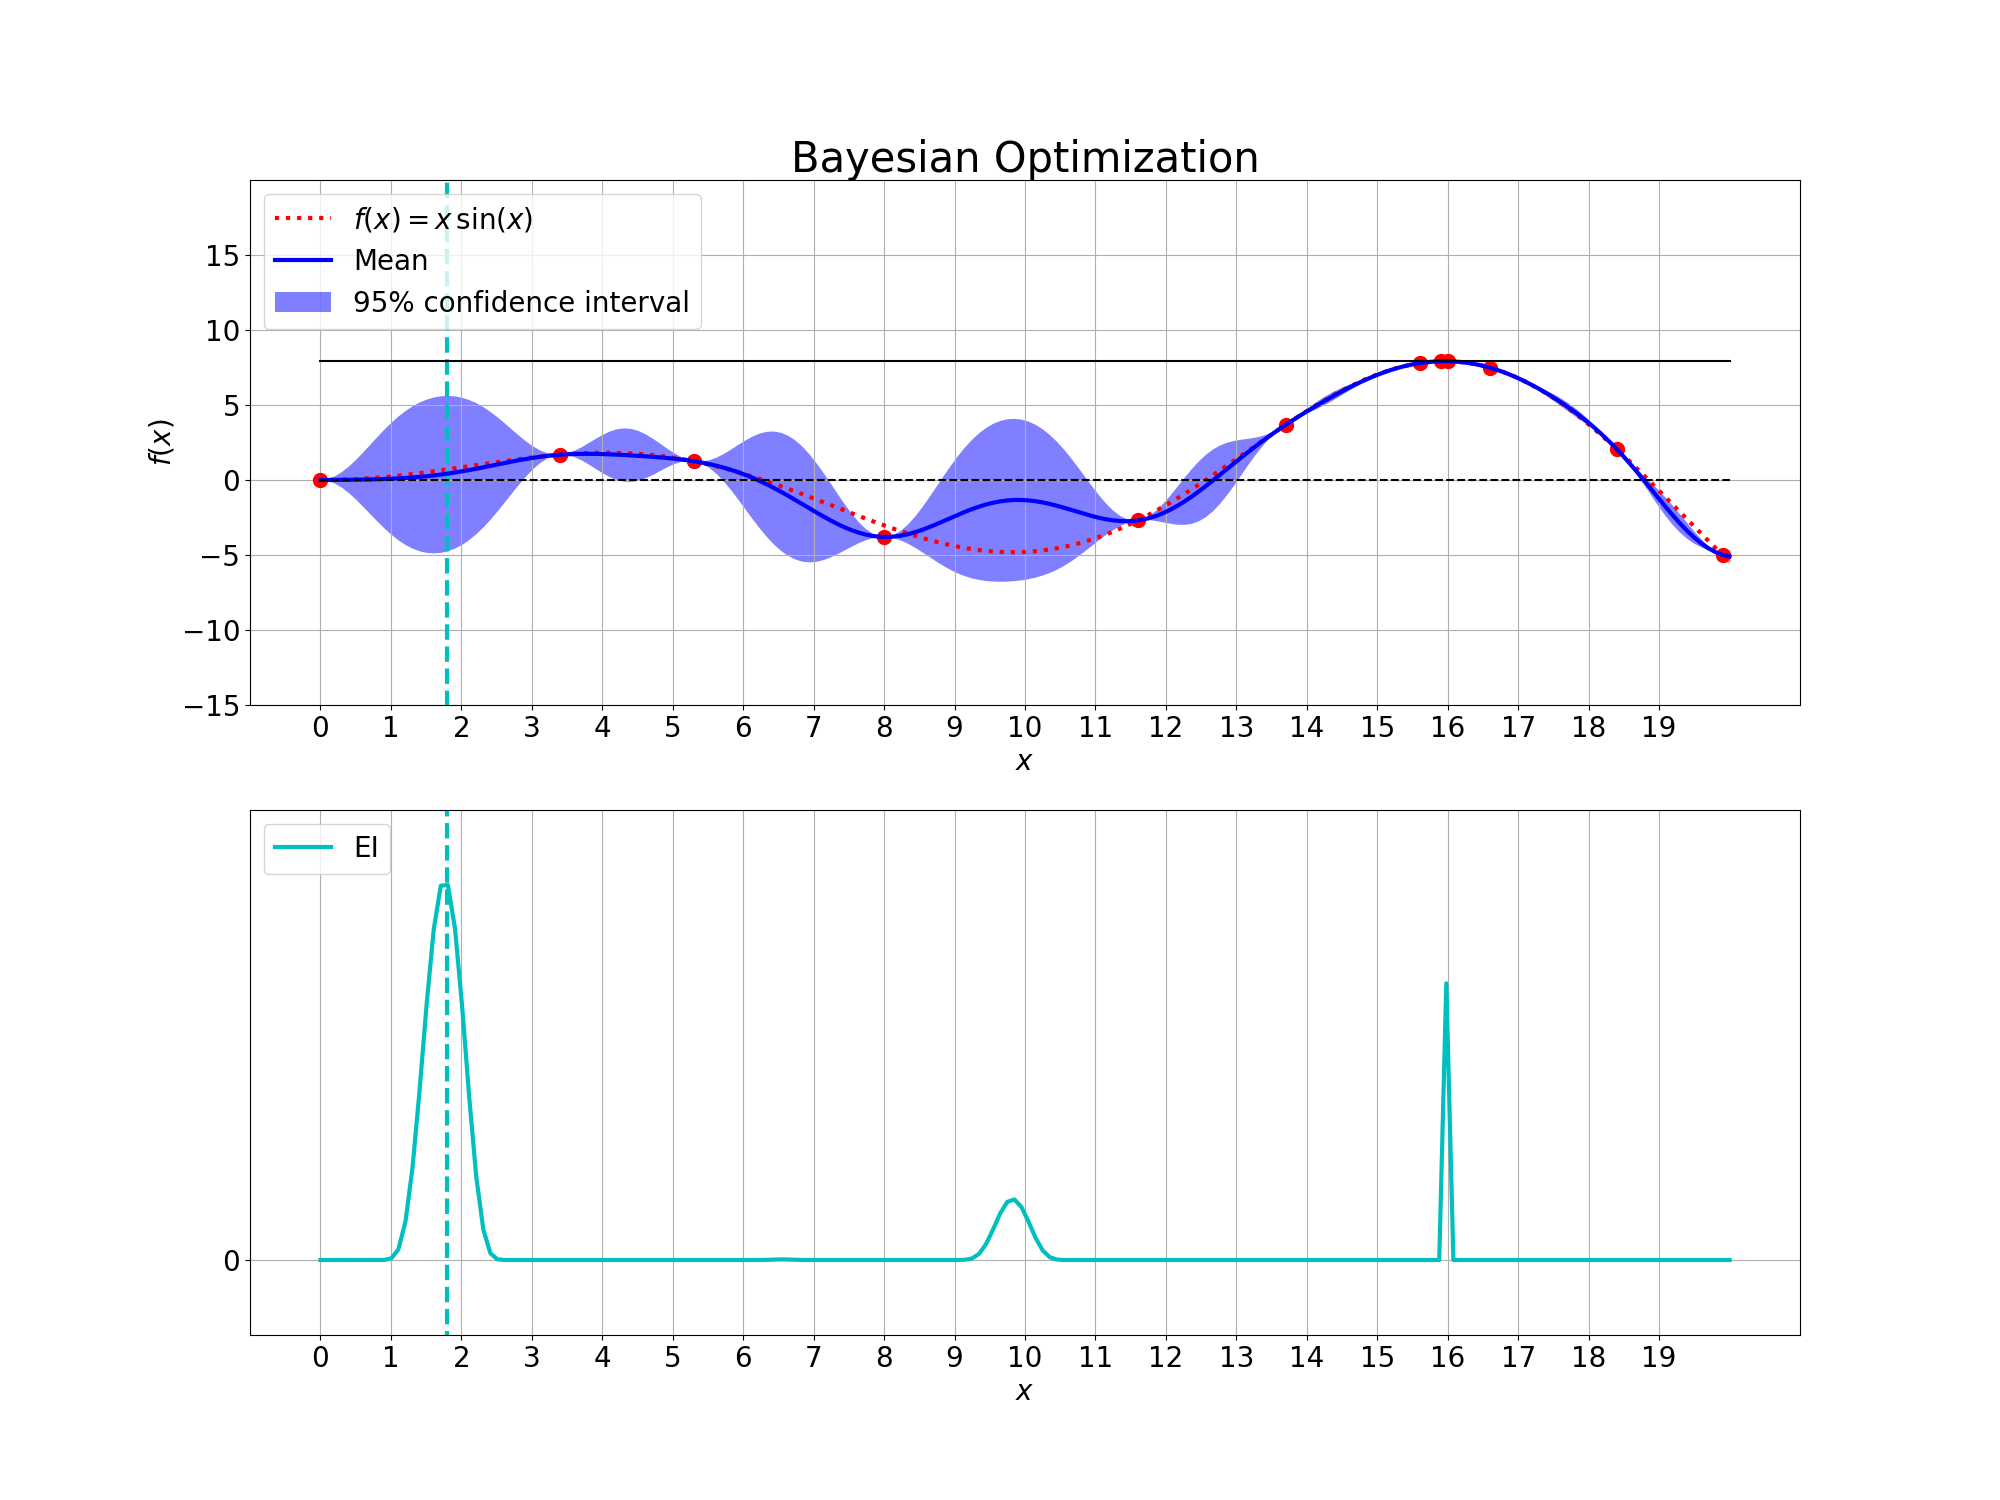 Bayesian Optimization
f(x) = x sin(x)
Mean
95% confidence interval
15
10
5
0
−5
−10
−15
f(x)
0 1 2 3 4 5 6 7 8 9 10 11 12 13 14 15 16 17 18 19
x
EI
0
0 1 2 3 4 5 6 7 8 9 10 11 12 13 14 15 16 17 18 19
x